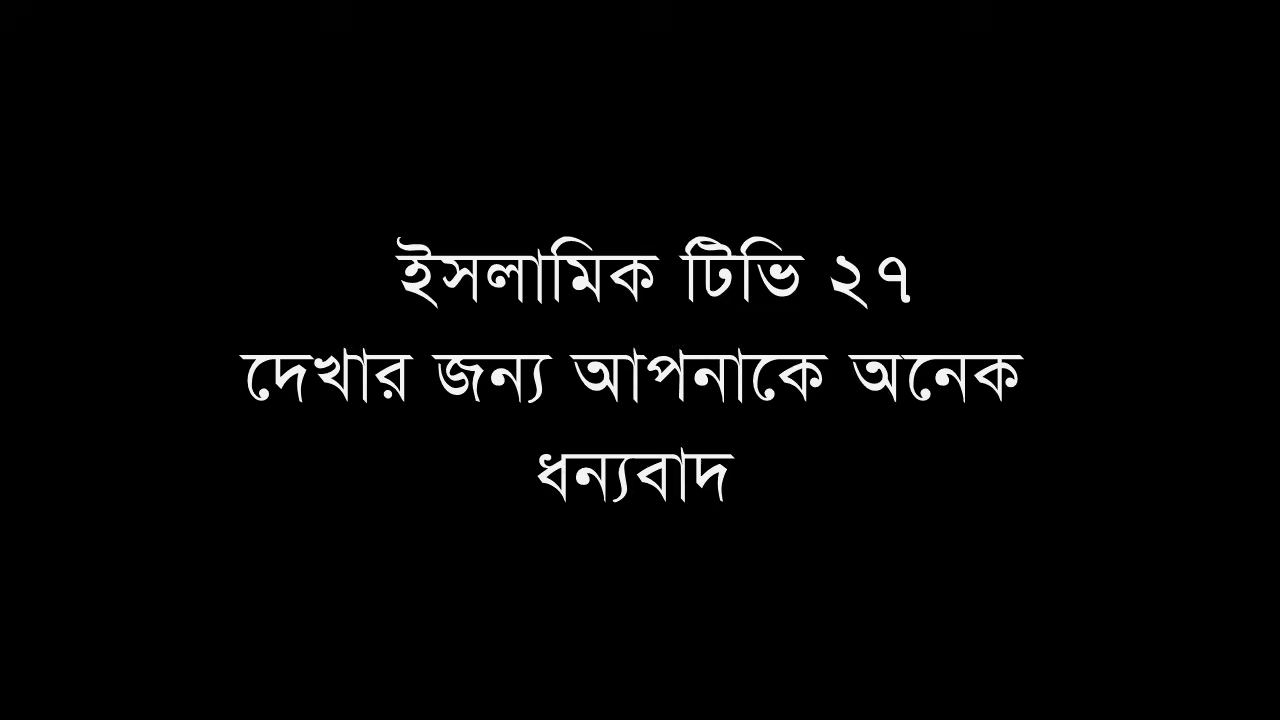 ইসলামিক টিভি ২৭
দেখার জন্য আপনাকে অনেক
ধন্যবাদ